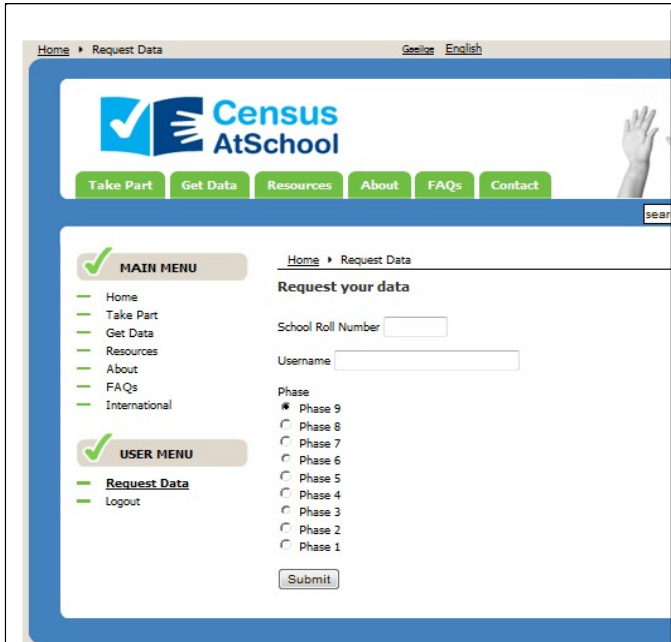 Home ▸ Request Data Gaeilge English
Census
AtSchool
Take Part Get Data Resources About FAQs Contact
sear
MAIN MENU
Home
Take Part
Get Data
Resources
About
FAQs
International
USER MENU
Request Data
Logout
Home ▸ Request Data
Request your data
School Roll Number
Username
Phase
Phase 9
Phase 8
Phase 7
Phase 6
Phase 5
Phase 4
Phase 3
Phase 2
Phase 1
Submit